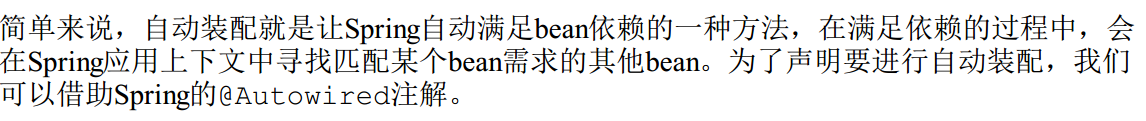 简单来说，自动装配就是让Spring自动满足bean依赖的一种方法，在满足依赖的过程中，会
在Spring应用上下文中寻找匹配某个bean需求的其他bean。为了声明要进行自动装配，我们
可以借助Spring的@Autowired注解。